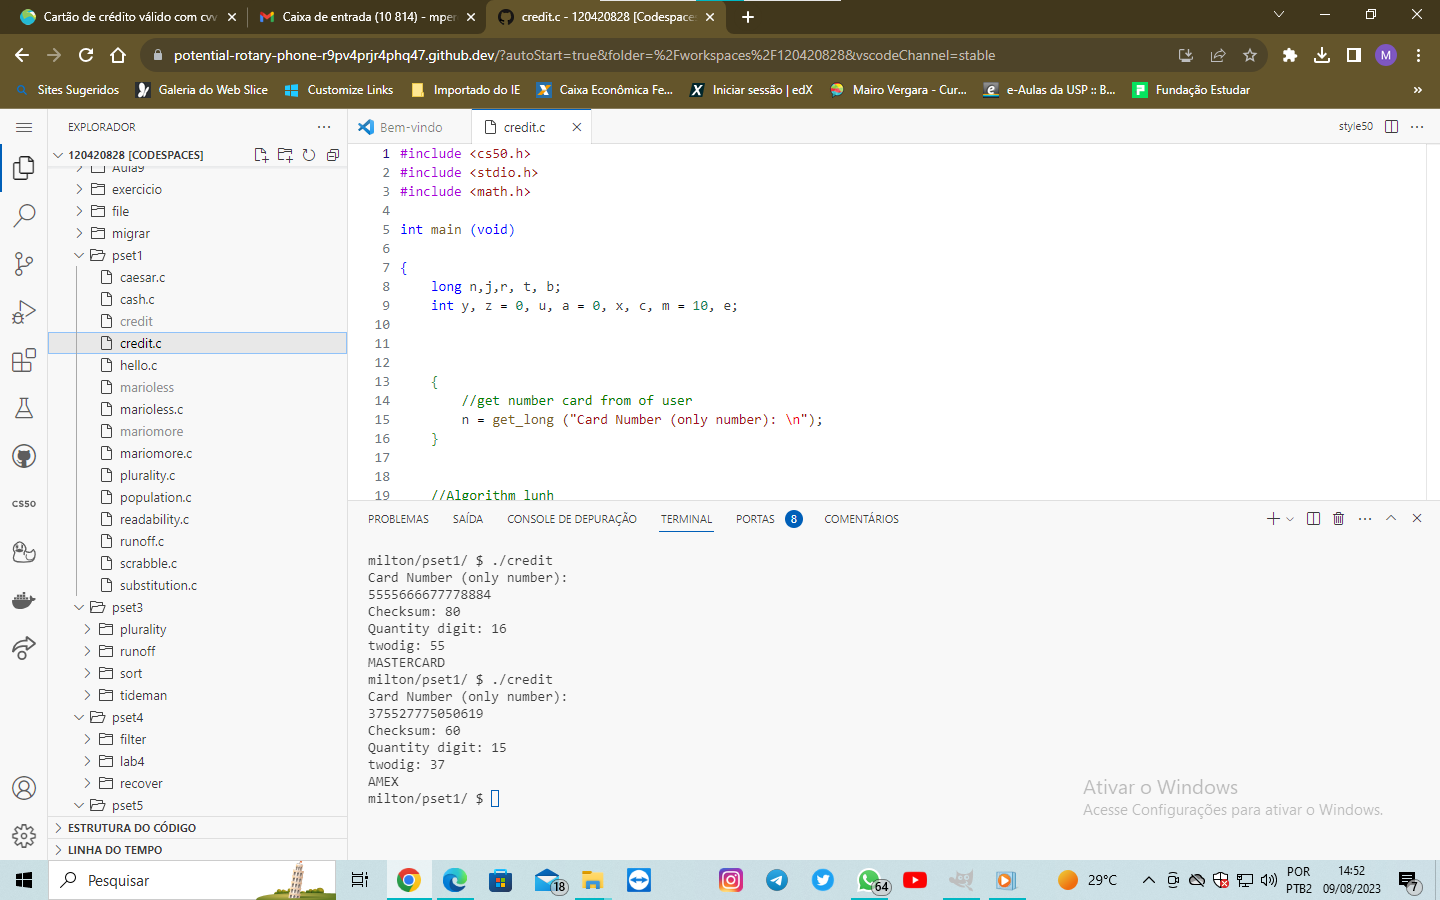 Cartão de crédito válido com cvv
Caixa de entrada (10 814) - mper
credit.c - 120420828 [Codespaces
potential-rotary-phone-r9pv4prjr4phq47.github.dev/?autoStart=true&folder=%2Fworkspaces%2F120420828&vscodeChannel=stable
M
Sites Sugeridos
Galeria do Web Slice
Customize Links
Importado do IE
Caixa Econômica Fe...
Iniciar sessão | edX
Mairo Vergara - Cur...
e-Aulas da USP :: B...
Fundação Estudar
»
EXPLORADOR
120420828 [CODESPACES]
Aula9
exercicio
file
migrar
pset1
caesar.c
cash.c
credit
credit.c
hello.c
marioless
marioless.c
mariomore
mariomore.c
plurality.c
population.c
readability.c
runoff.c
scrabble.c
substitution.c
pset3
plurality
runoff
sort
tideman
pset4
filter
lab4
recover
pset5
ESTRUTURA DO CÓDIGO
LINHA DO TEMPO
CS50
Bem-vindo
credit.c
style50
1 #include <cs50.h>
2 #include <stdio.h>
3 #include <math.h>
4
5 int main (void)
6
7 {
8 long n,j,r, t, b;
9 int y, z = 0, u, a = 0, x, c, m = 10, e;
10
11
12
13 {
14 //get number card from of user
15 n = get_long ("Card Number (only number): \n");
16 }
17
18
19 //Algorithm lunh
PROBLEMAS
SAÍDA
CONSOLE DE DEPURAÇÃO
TERMINAL
PORTAS 8
COMENTÁRIOS
milton/pset1/ $ ./credit
Card Number (only number):
5555666677778884
Checksum: 80
Quantity digit: 16
twodig: 55
MASTERCARD
milton/pset1/ $ ./credit
Card Number (only number):
375527775050619
Checksum: 60
Quantity digit: 15
twodig: 37
AMEX
milton/pset1/ $
Ativar o Windows
Acesse Configurações para ativar o Windows.
Pesquisar
18
64
29°C
POR
PTB2
14:52
09/08/2023
7